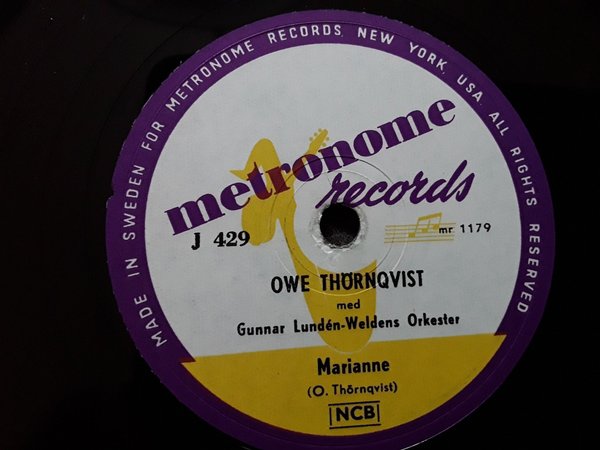 MADE IN SWEDEN FOR METRONOME RECORDS, NEW YORK, USA. ALL RIGHTS RESERVED
metronome
records
J 429
mr 1179
OWE THÖRNQVIST
med
Gunnar Lundén-Weldens Orkester
Marianne
(O. Thörnqvist)
NCB